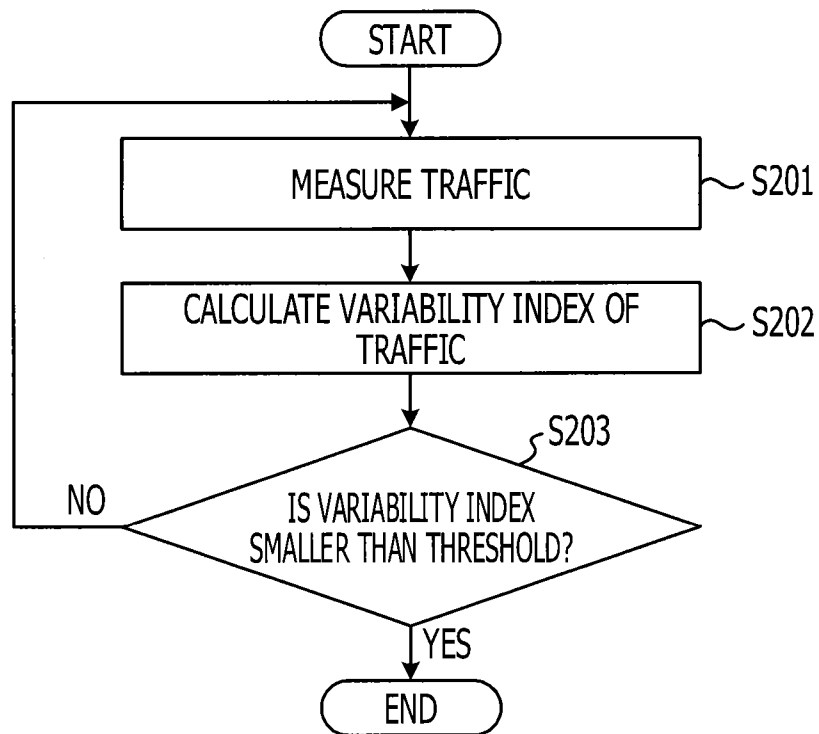 START
MEASURE TRAFFIC
S201
CALCULATE VARIABILITY INDEX OF
TRAFFIC
S202
S203
NO
IS VARIABILITY INDEX
SMALLER THAN THRESHOLD?
YES
END